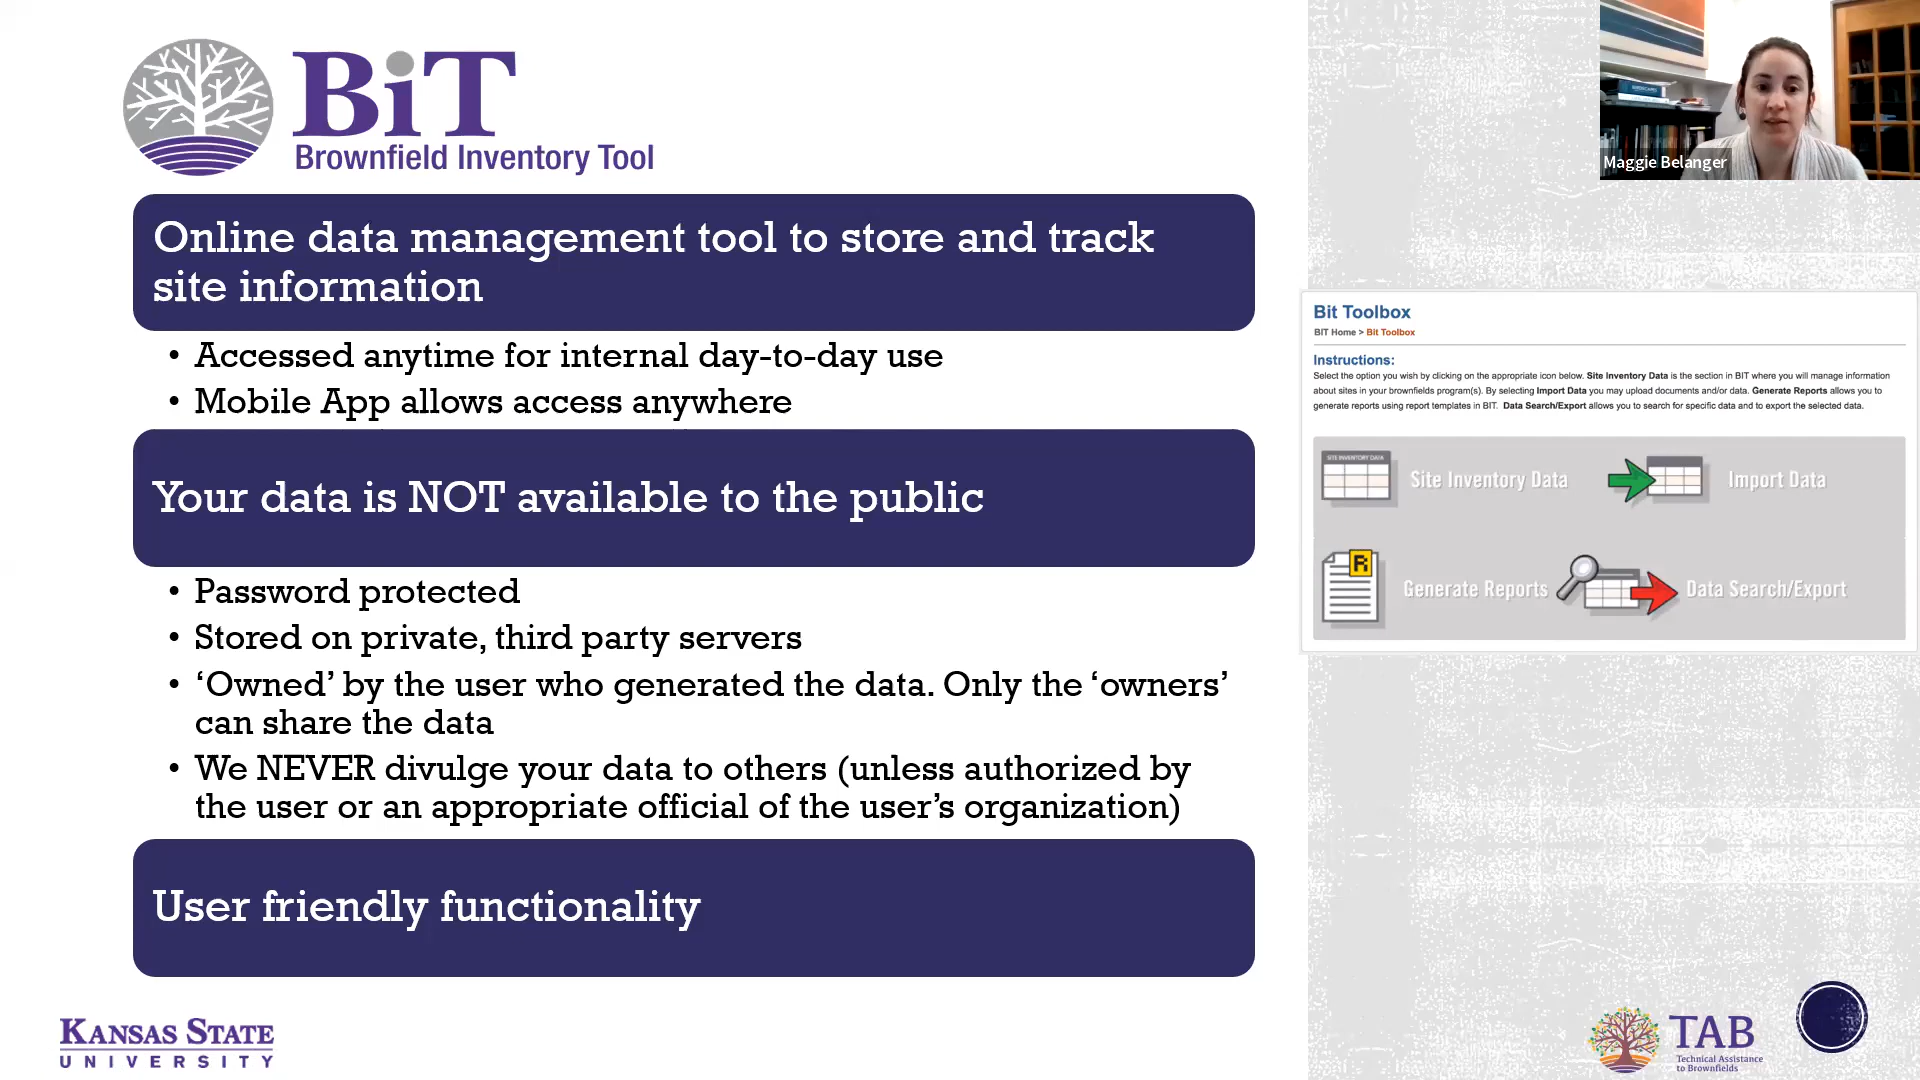 BiT
Brownfield Inventory Tool
Online data management tool to store and track
site information
• Accessed anytime for internal day-to-day use
• Mobile App allows access anywhere
Your data is NOT available to the public
• Password protected
• Stored on private, third party servers
• ‘Owned’ by the user who generated the data. Only the ‘owners’
can share the data
• We NEVER divulge your data to others (unless authorized by
the user or an appropriate official of the user’s organization)
User friendly functionality
KANSAS STATE
UNIVERSITY
Maggie Belanger
Bit Toolbox
BIT Home > Bit Toolbox
Instructions:
Select the option you wish by clicking on the appropriate icon below. Site Inventory Data is the section in BIT where you will manage information
about sites in your brownfields program(s). By selecting Import Data you may upload documents and/or data. Generate Reports allows you to
generate reports using report templates in BIT. Data Search/Export allows you to search for specific data and to export the selected data.
SITE INVENTORY DATA
Site Inventory Data
Import Data
R
Generate Reports
Data Search/Export
TAB
Technical Assistance
to Brownfields